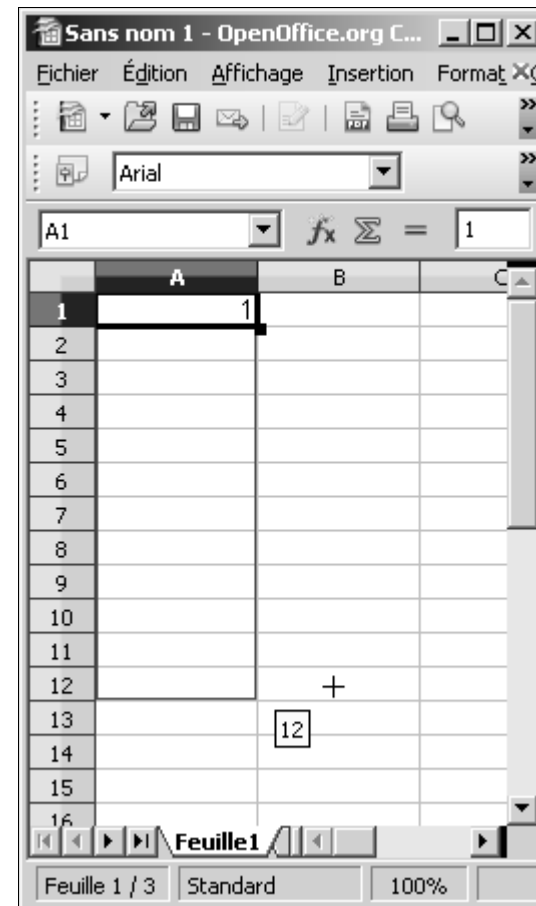 Sans nom 1 - OpenOffice.org C...
Fichier Édition Affichage Insertion Format
Arial
A1 fx Σ = 1
A B C
1 1
2
3
4
5
6
7
8
9
10
11
12
13
12
14
15
16
Feuille1
Feuille 1 / 3 Standard 100%